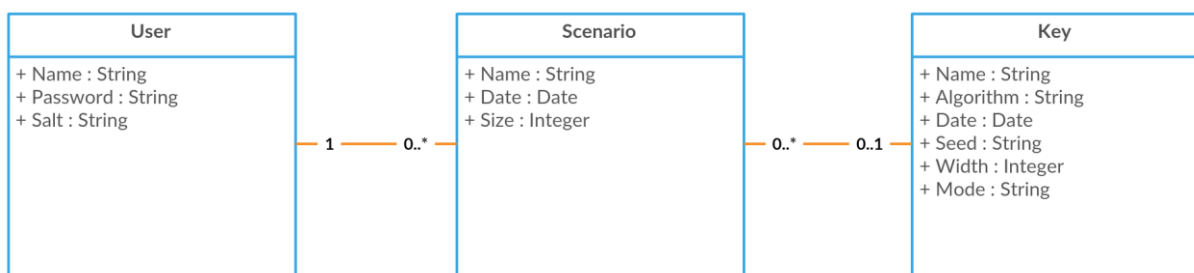 User
+ Name : String
+ Password : String
+ Salt : String
1
0..*
Scenario
+ Name : String
+ Date : Date
+ Size : Integer
0..*
0..1
Key
+ Name : String
+ Algorithm : String
+ Date : Date
+ Seed : String
+ Width : Integer
+ Mode : String